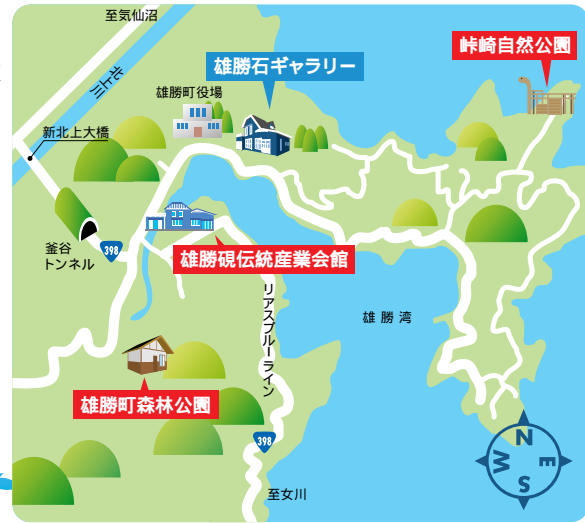 至気仙沼
北上川
新北上大橋
雄勝町役場
雄勝石ギャラリー
峠崎自然公園
釜谷
トンネル
398
雄勝硯伝統産業会館
リアスブルーライン
雄勝湾
雄勝町森林公園
398
至女川
N
W
E
S